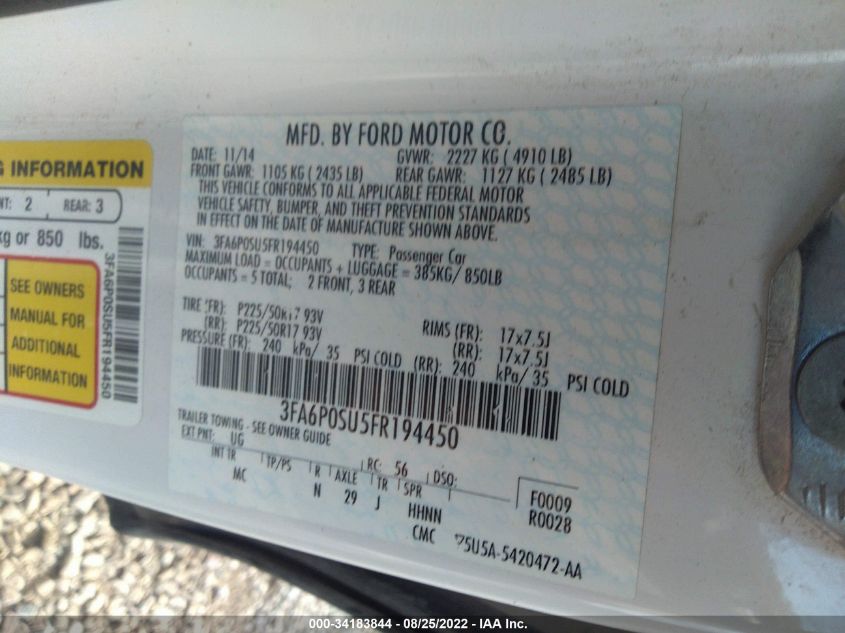 G INFORMATION
NT: 2 REAR: 3
kg or 850 lbs.
SEE OWNERS
MANUAL FOR
ADDITIONAL
INFORMATION
3FA6P0SU5FR194450
MFD. BY FORD MOTOR CO.
DATE: 11/14 GVWR: 2227 KG ( 4910 LB)
FRONT GAWR: 1105 KG ( 2435 LB) REAR GAWR: 1127 KG ( 2485 LB)
THIS VEHICLE CONFORMS TO ALL APPLICABLE FEDERAL MOTOR
VEHICLE SAFETY, BUMPER, AND THEFT PREVENTION STANDARDS
IN EFFECT ON THE DATE OF MANUFACTURE SHOWN ABOVE.
VIN: 3FA6P0SU5FR194450 TYPE: Passenger Car
MAXIMUM LOAD = OCCUPANTS + LUGGAGE = 385KG/ 850LB
OCCUPANTS = 5 TOTAL: 2 FRONT, 3 REAR
TIRE (FR): P225/50R17 93V RIMS (FR): 17x7.5J
(RR): P225/50R17 93V (RR): 17x7.5J
PRESSURE (FR): 240 kPa/ 35 PSI COLD (RR): 240 kPa/ 35 PSI COLD
3FA6P0SU5FR194450
TRAILER TOWING - SEE OWNER GUIDE
EXT PNT: UG RC: 56 DSO:
INT TR TP/PS R AXLE TR SPR
MC N 29 J HHNN
CMC
F0009
R0028
5U5A-5420472-AA
000-34183844 - 08/25/2022 - IAA Inc.